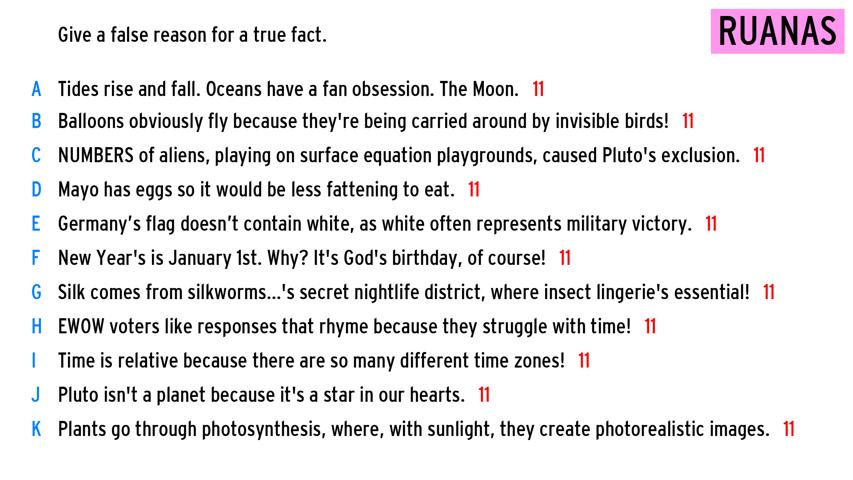 Give a false reason for a true fact.
RUANAS
A Tides rise and fall. Oceans have a fan obsession. The Moon. 11
B Balloons obviously fly because they're being carried around by invisible birds! 11
C NUMBERS of aliens, playing on surface equation playgrounds, caused Pluto's exclusion. 11
D Mayo has eggs so it would be less fattening to eat. 11
E Germany’s flag doesn’t contain white, as white often represents military victory. 11
F New Year's is January 1st. Why? It's God's birthday, of course! 11
G Silk comes from silkworms...'s secret nightlife district, where insect lingerie's essential! 11
H EWOW voters like responses that rhyme because they struggle with time! 11
I Time is relative because there are so many different time zones! 11
J Pluto isn't a planet because it's a star in our hearts. 11
K Plants go through photosynthesis, where, with sunlight, they create photorealistic images. 11